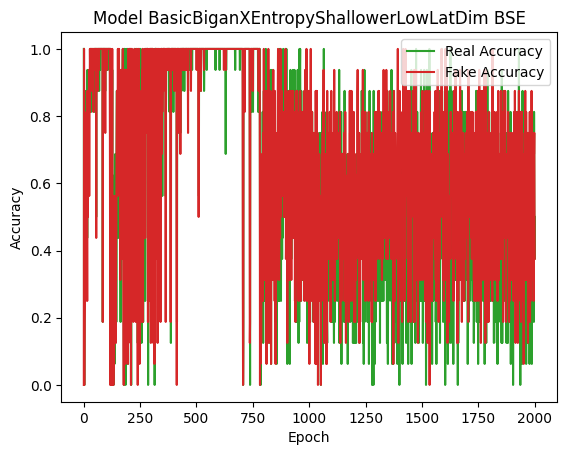 Model BasicBiganXEntropyShallowerLowLatDim BSE
Real Accuracy
Fake Accuracy
Accuracy
1.0
0.8
0.6
0.4
0.2
0.0
0 250 500 750 1000 1250 1500 1750 2000
Epoch